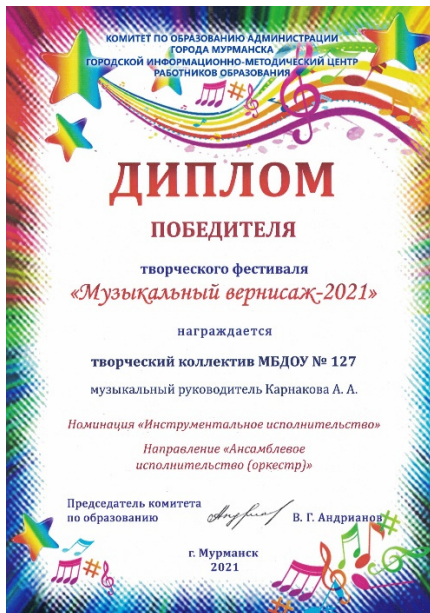 КОМИТЕТ ПО ОБРАЗОВАНИЮ АДМИНИСТРАЦИИ
ГОРОДА МУРМАНСКА
ГОРОДСКОЙ ИНФОРМАЦИОННО-МЕТОДИЧЕСКИЙ ЦЕНТР
РАБОТНИКОВ ОБРАЗОВАНИЯ
ДИПЛОМ
ПОБЕДИТЕЛЯ
творческого фестиваля
«Музыкальный вернисаж-2021»
награждается
творческий коллектив МБДОУ № 127
музыкальный руководитель Карнакова А. А.
Номинация «Инструментальное исполнительство»
Направление «Ансамблевое
исполнительство (оркестр)»
Председатель комитета
по образованию В. Г. Андрианов
г. Мурманск
2021